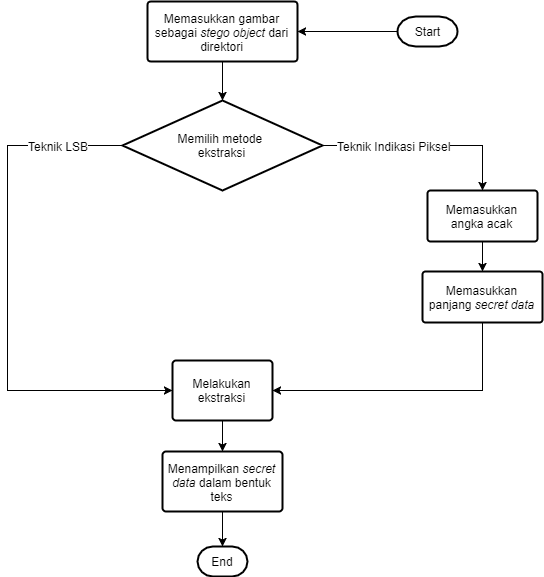 Start
Memasukkan gambar
sebagai stego object dari
direktori
Memilih metode
ekstraksi
Teknik LSB
Teknik Indikasi Piksel
Memasukkan
angka acak
Memasukkan
panjang secret data
Melakukan
ekstraksi
Menampilkan secret
data dalam bentuk
teks
End